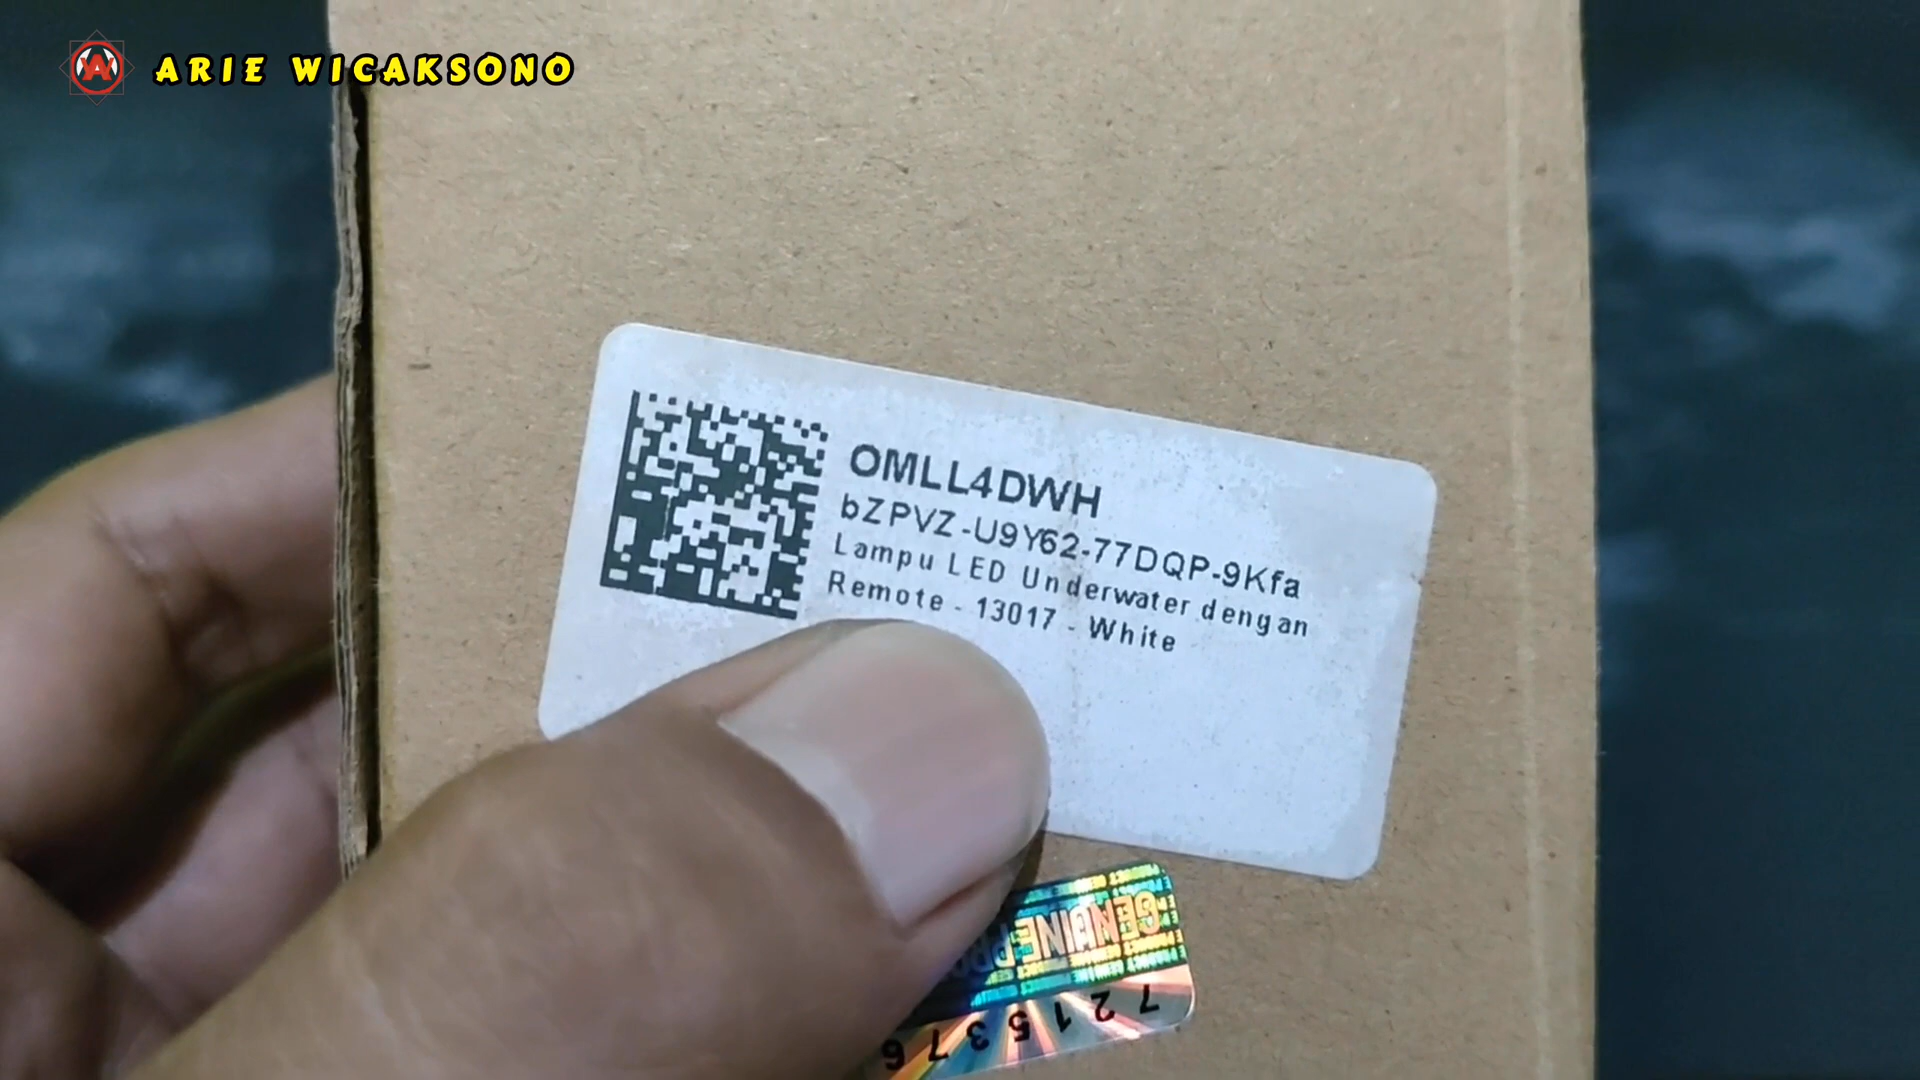 ARIE WICAKSONO
OMLL4DWH
bZPVZ-U9Y62-77DQP-9Kfa
Lampu LED Underwater dengan
Remote - 13017 - White
GENUINE
7215376